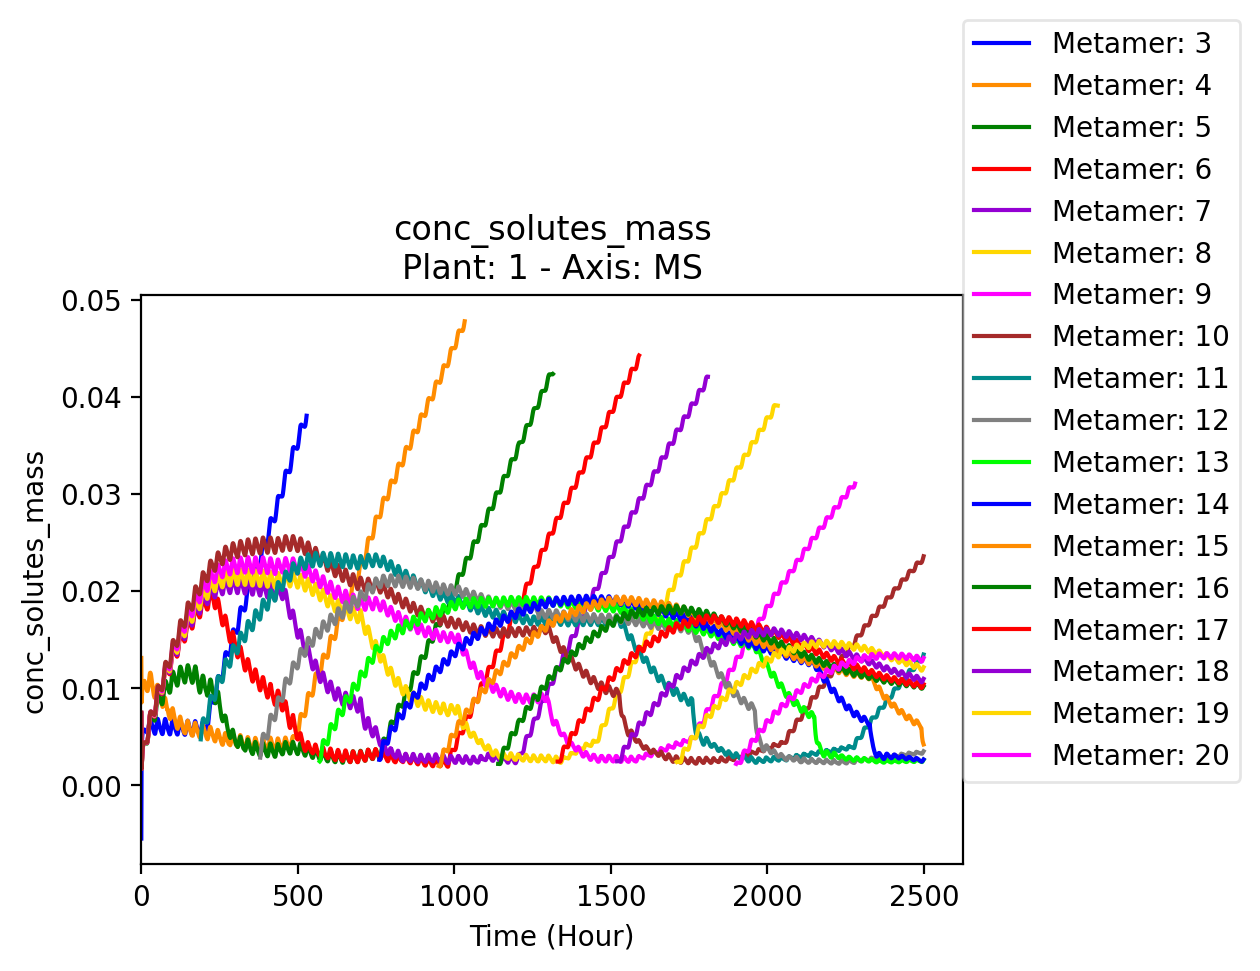 conc_solutes_mass
Plant: 1 - Axis: MS
Metamer: 3
Metamer: 4
Metamer: 5
Metamer: 6
Metamer: 7
Metamer: 8
Metamer: 9
Metamer: 10
Metamer: 11
Metamer: 12
Metamer: 13
Metamer: 14
Metamer: 15
Metamer: 16
Metamer: 17
Metamer: 18
Metamer: 19
Metamer: 20
conc_solutes_mass
0.05
0.04
0.03
0.02
0.01
0.00
0 500 1000 1500 2000 2500
Time (Hour)